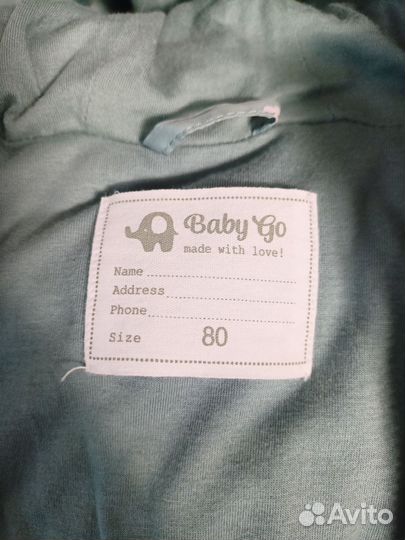 Baby Go
made with love!
Name
Address
Phone
Size 80
Avito